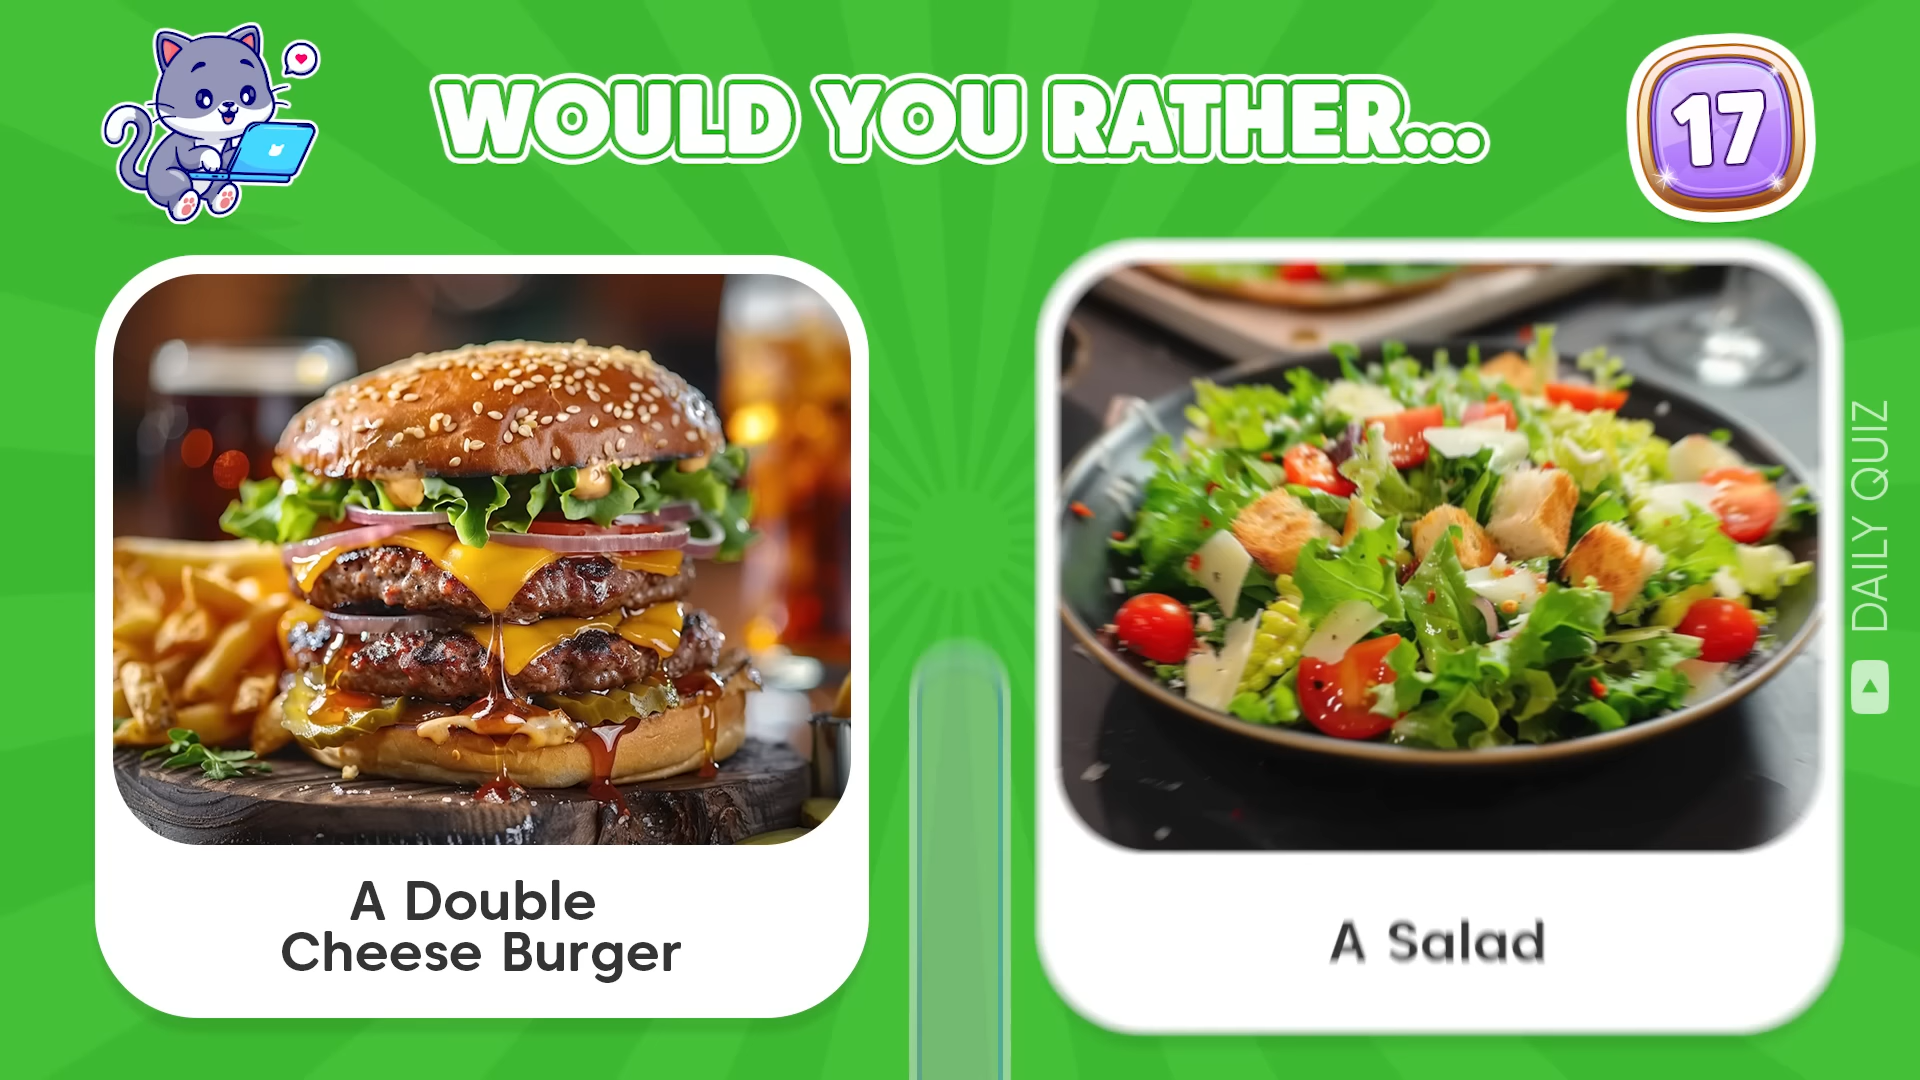 WOULD YOU RATHER...
17
A Double
Cheese Burger
A Salad
DAILY QUIZ